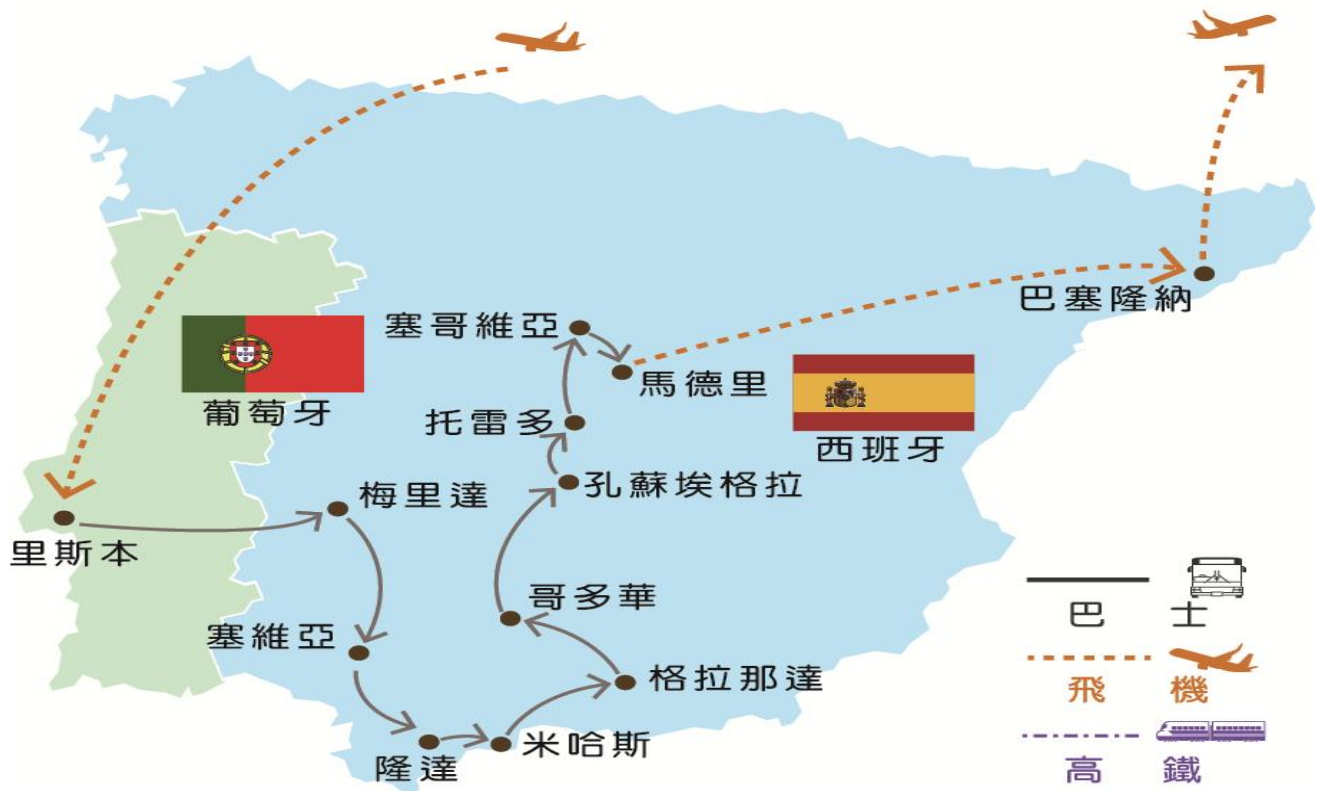 塞哥維亞
巴塞隆納
馬德里
葡萄牙
托雷多
西班牙
梅里達
孔蘇埃格拉
里斯本
哥多華
巴士
塞維亞
格拉那達
飛機
米哈斯
隆達
高鐵